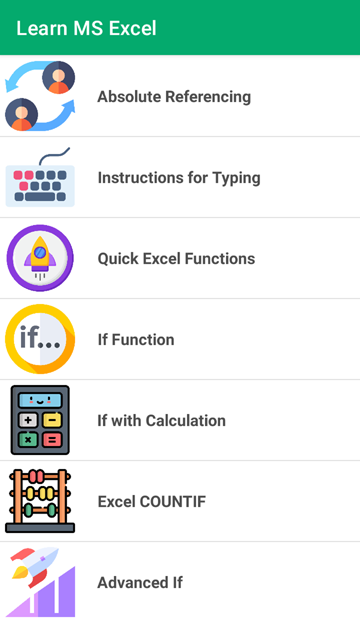 Learn MS Excel
Absolute Referencing
Instructions for Typing
Quick Excel Functions
if...
If Function
If with Calculation
Excel COUNTIF
Advanced If